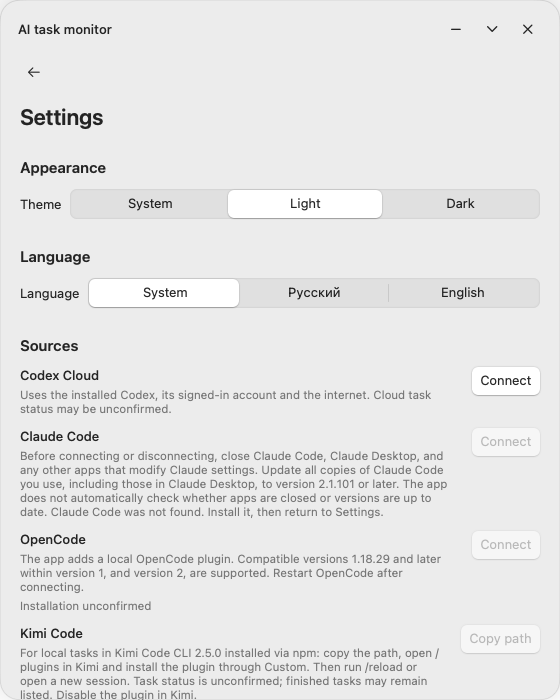 AI task monitor
Settings
Appearance
Theme System Light Dark
Language
Language System Русский English
Sources
Codex Cloud
Connect
Uses the installed Codex, its signed-in account and the internet. Cloud task
status may be unconfirmed.
Claude Code
Connect
Before connecting or disconnecting, close Claude Code, Claude Desktop, and
any other apps that modify Claude settings. Update all copies of Claude Code
you use, including those in Claude Desktop, to version 2.1.101 or later. The app
does not automatically check whether apps are closed or versions are up to
date. Claude Code was not found. Install it, then return to Settings.
OpenCode
Connect
The app adds a local OpenCode plugin. Compatible versions 1.18.29 and later
within version 1, and version 2, are supported. Restart OpenCode after
connecting.
Installation unconfirmed
Kimi Code
Copy path
For local tasks in Kimi Code CLI 2.5.0 installed via npm: copy the path, open /
plugins in Kimi and install the plugin through Custom. Then run /reload or
open a new session. Task status is unconfirmed; finished tasks may remain
listed. Disable the plugin in Kimi.